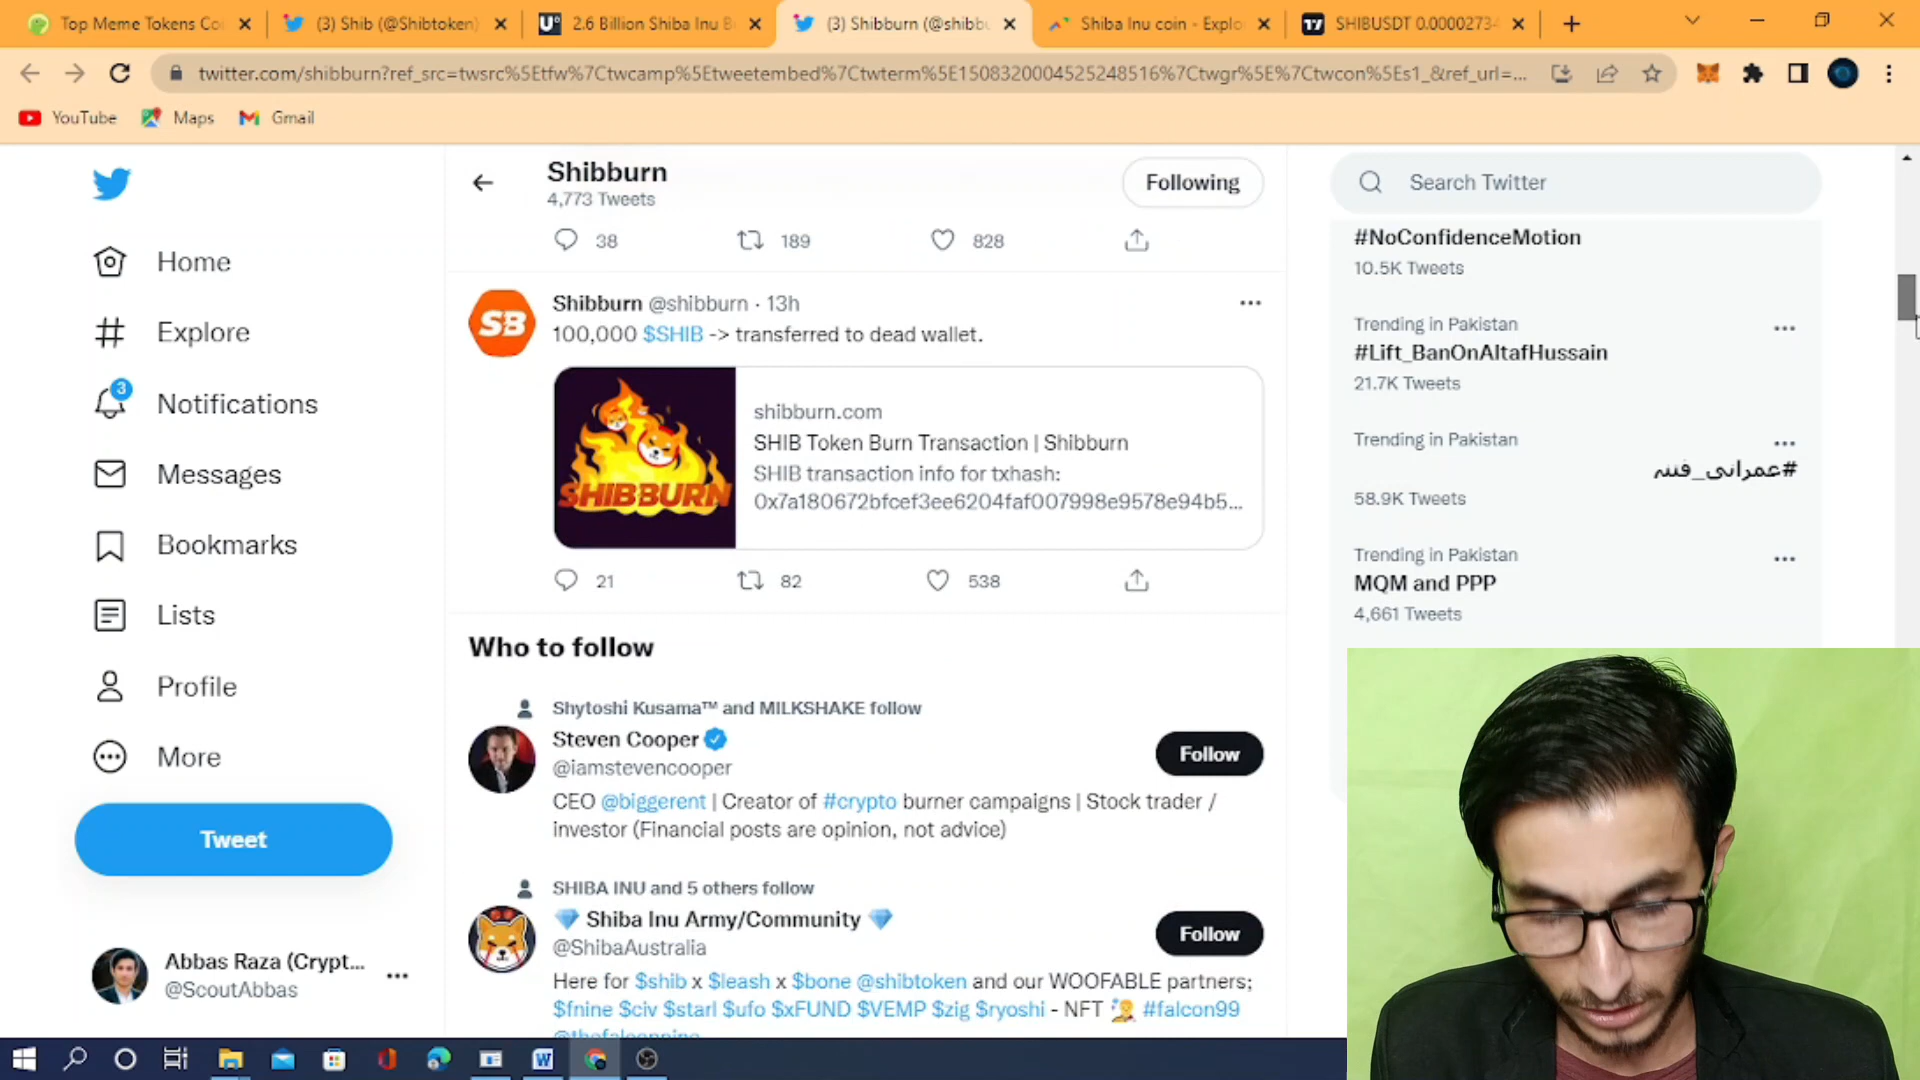 Top Meme Tokens Co
(3) Shib (@Shibtoken)
2.6 Billion Shiba Inu B
(3) Shibburn (@shibbu
Shiba Inu coin - Explo
SHIBUSDT 0.00002734
twitter.com/shibburn?ref_src=twsrc%5Etfw%7Ctwcamp%5Etweetembed%7Ctwterm%5E1508320004525248516%7Ctwgr%5E%7Ctwcon%5Es1_&ref_url=...
YouTube
Maps
Gmail
Home
Explore
3
Notifications
Messages
Bookmarks
Lists
Profile
More
Tweet
Abbas Raza (Crypt...
@ScoutAbbas
Shibburn
4,773 Tweets
Following
38
189
828
SB
Shibburn @shibburn · 13h
100,000 $SHIB -> transferred to dead wallet.
SHIBBURN
shibburn.com
SHIB Token Burn Transaction | Shibburn
SHIB transaction info for txhash:
0x7a180672bfcef3ee6204faf007998e9578e94b5...
21
82
538
Who to follow
Shytoshi Kusama™ and MILKSHAKE follow
Steven Cooper
@iamstevencooper
Follow
CEO @biggerent | Creator of #crypto burner campaigns | Stock trader /
investor (Financial posts are opinion, not advice)
SHIBA INU and 5 others follow
Shiba Inu Army/Community
@ShibaAustralia
Follow
Here for $shib x $leash x $bone @shibtoken and our WOOFABLE partners;
$fnine $civ $starl $ufo $xFUND $VEMP $zig $ryoshi - NFT #falcon99
Search Twitter
#NoConfidenceMotion
10.5K Tweets
Trending in Pakistan
#Lift_BanOnAltafHussain
21.7K Tweets
Trending in Pakistan
#عمرانی_فتنہ
58.9K Tweets
Trending in Pakistan
MQM and PPP
4,661 Tweets